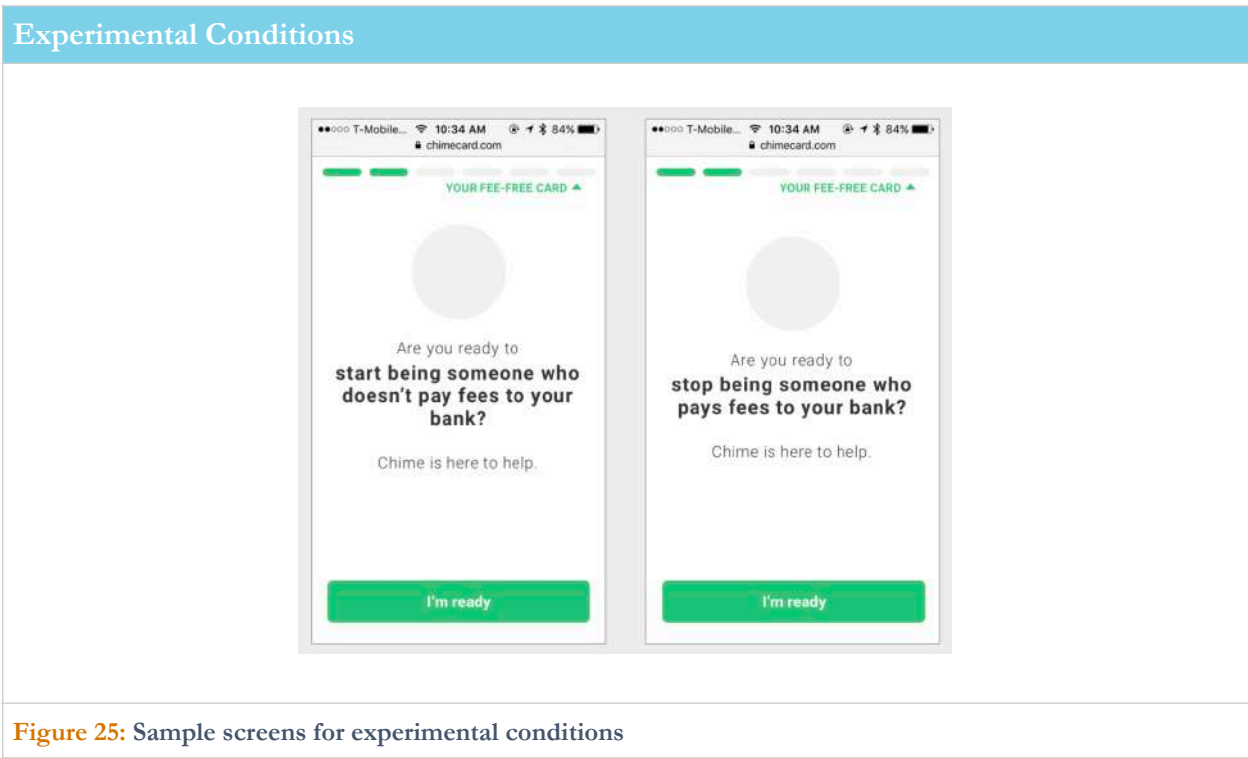 Experimental Conditions
T-Mobile... 10:34 AM 84%
chimecard.com
YOUR FEE-FREE CARD
Are you ready to
start being someone who
doesn't pay fees to your
bank?
Chime is here to help.
I'm ready
T-Mobile... 10:34 AM 84%
chimecard.com
YOUR FEE-FREE CARD
Are you ready to
stop being someone who
pays fees to your bank?
Chime is here to help.
I'm ready
Figure 25: Sample screens for experimental conditions